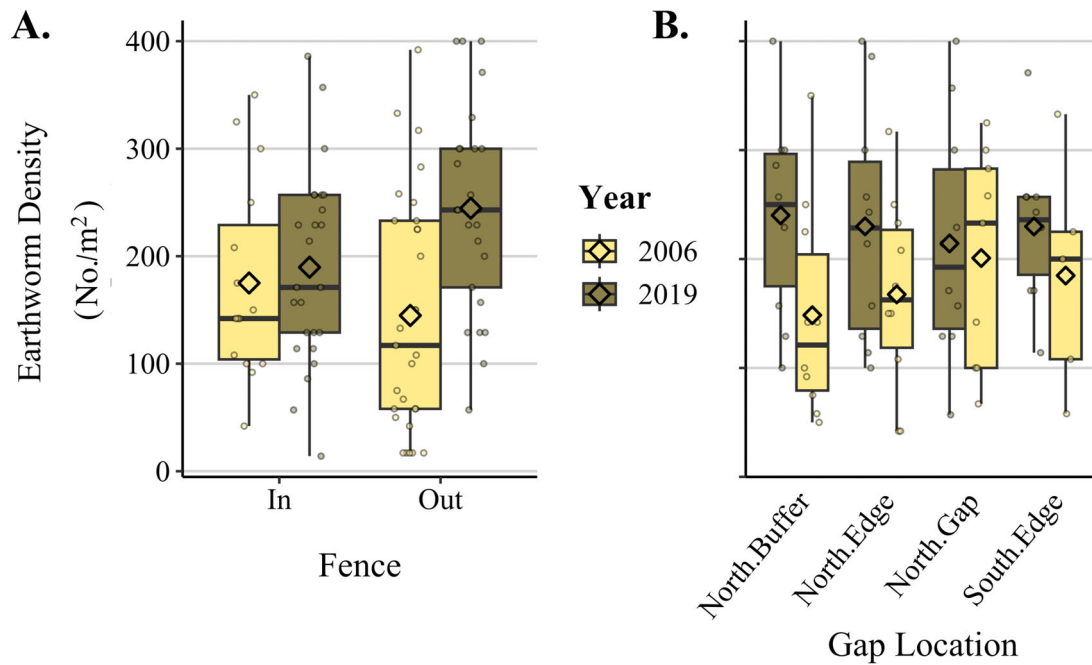 A.
B.
400
300
200
100
0
Earthworm Density
(No./m²)
In
Out
Fence
Year
2006
2019
North.Buffer
North.Edge
North.Gap
South.Edge
Gap Location